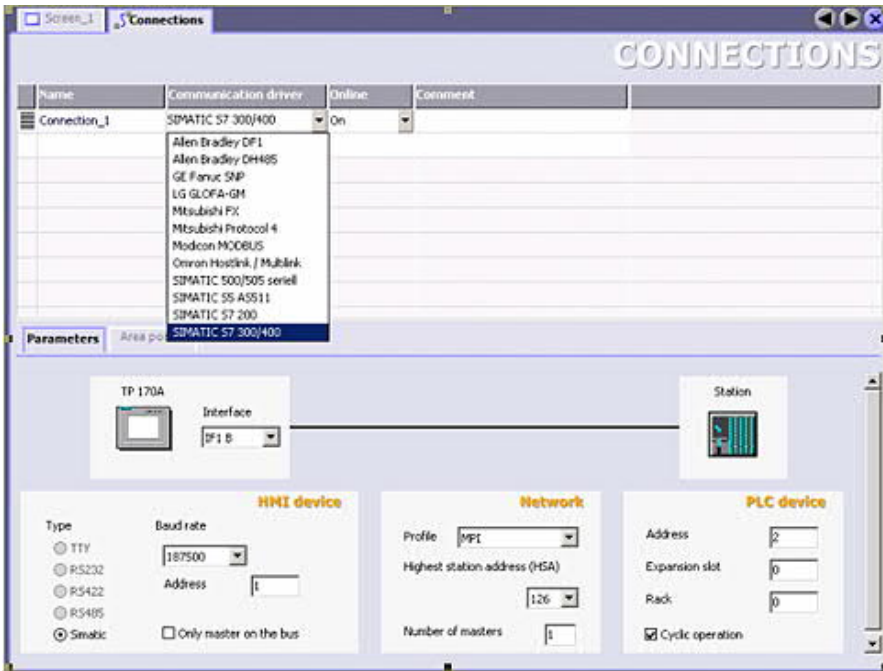 Screen_1
Connections
CONNECTIONS
Name Communication driver Online Comment
Connection_1 SIMATIC S7 300/400 On
Allen Bradley DF1
Allen Bradley DH485
GE Fanuc SNP
LG GLOFA-GM
Mitsubishi FX
Mitsubishi Protocol 4
Modicon MODBUS
Omron Hostlink / Multilink
SIMATIC 500/505 seriell
SIMATIC S5 AS511
SIMATIC S7 200
SIMATIC S7 300/400
Parameters Area po
TP 170A
Interface
IF1 B
Station
HMI device
Type Baud rate
TTY
RS232
RS422
RS485
Simatic
187500
Address 1
Only master on the bus
Network
Profile MPI
Highest station address (HSA)
126
Number of masters 1
PLC device
Address 2
Expansion slot 0
Rack 0
Cyclic operation